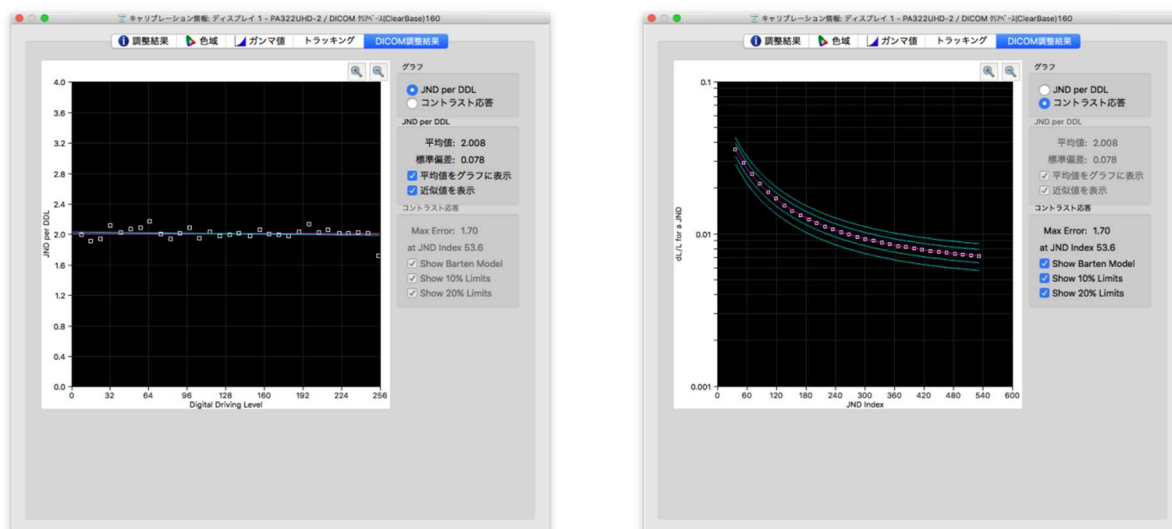 キャリブレーション情報: ディスプレイ 1 - PA322UHD-2 / DICOM ｸﾘｱﾍﾞｰｽ(ClearBase)160
調整結果
色域
ガンマ値
トラッキング
DICOM調整結果
グラフ
JND per DDL
コントラスト応答
JND per DDL
平均値: 2.008
標準偏差: 0.078
平均値をグラフに表示
近似値を表示
コントラスト応答
Max Error: 1.70
at JND Index 53.6
Show Barten Model
Show 10% Limits
Show 20% Limits
JND per DDL
4.0
3.6
3.2
2.8
2.4
2.0
1.6
1.2
0.8
0.4
0.0
0 32 64 96 128 160 192 224 256
Digital Driving Level
キャリブレーション情報: ディスプレイ 1 - PA322UHD-2 / DICOM ｸﾘｱﾍﾞｰｽ(ClearBase)160
調整結果
色域
ガンマ値
トラッキング
DICOM調整結果
グラフ
JND per DDL
コントラスト応答
JND per DDL
平均値: 2.008
標準偏差: 0.078
平均値をグラフに表示
近似値を表示
コントラスト応答
Max Error: 1.70
at JND Index 53.6
Show Barten Model
Show 10% Limits
Show 20% Limits
dL/L for a JND
0.1
0.01
0.001
0 60 120 180 240 300 360 420 480 540 600
JND Index